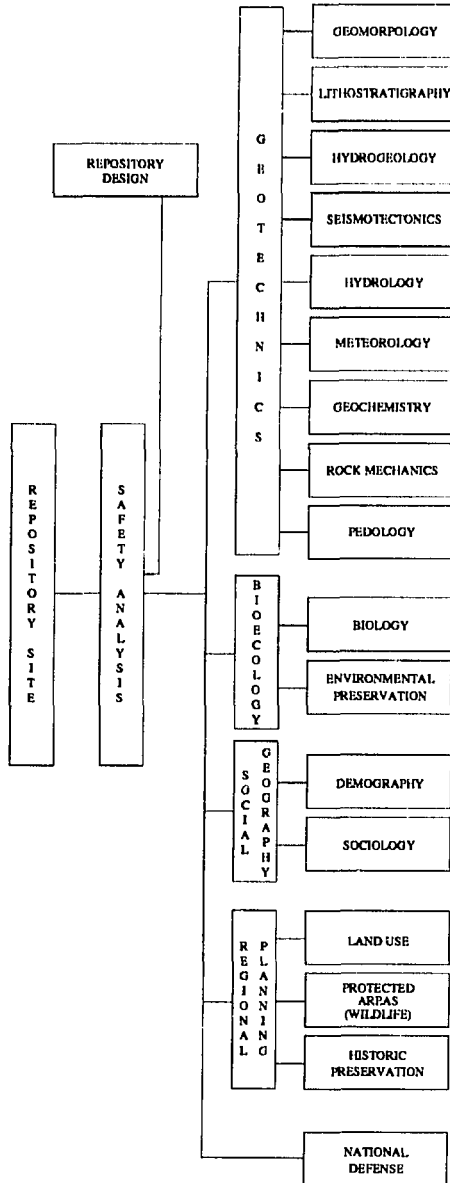 REPOSITORY SITE
SAFETY ANALYSIS
REPOSITORY
DESIGN
GEOTECHNICS
GEOMORPOLOGY
LITHOSTRATIGRAPHY
HYDROGEOLOGY
SEISMOTECTONICS
HYDROLOGY
METEOROLOGY
GEOCHEMISTRY
ROCK MECHANICS
PEDOLOGY
BIOECOLOGY
BIOLOGY
ENVIRONMENTAL
PRESERVATION
SOCIAL
GEOGRAPHY
DEMOGRAPHY
SOCIOLOGY
REGIONAL
PLANNING
LAND USE
PROTECTED
AREAS
(WILDLIFE)
HISTORIC
PRESERVATION
NATIONAL
DEFENSE